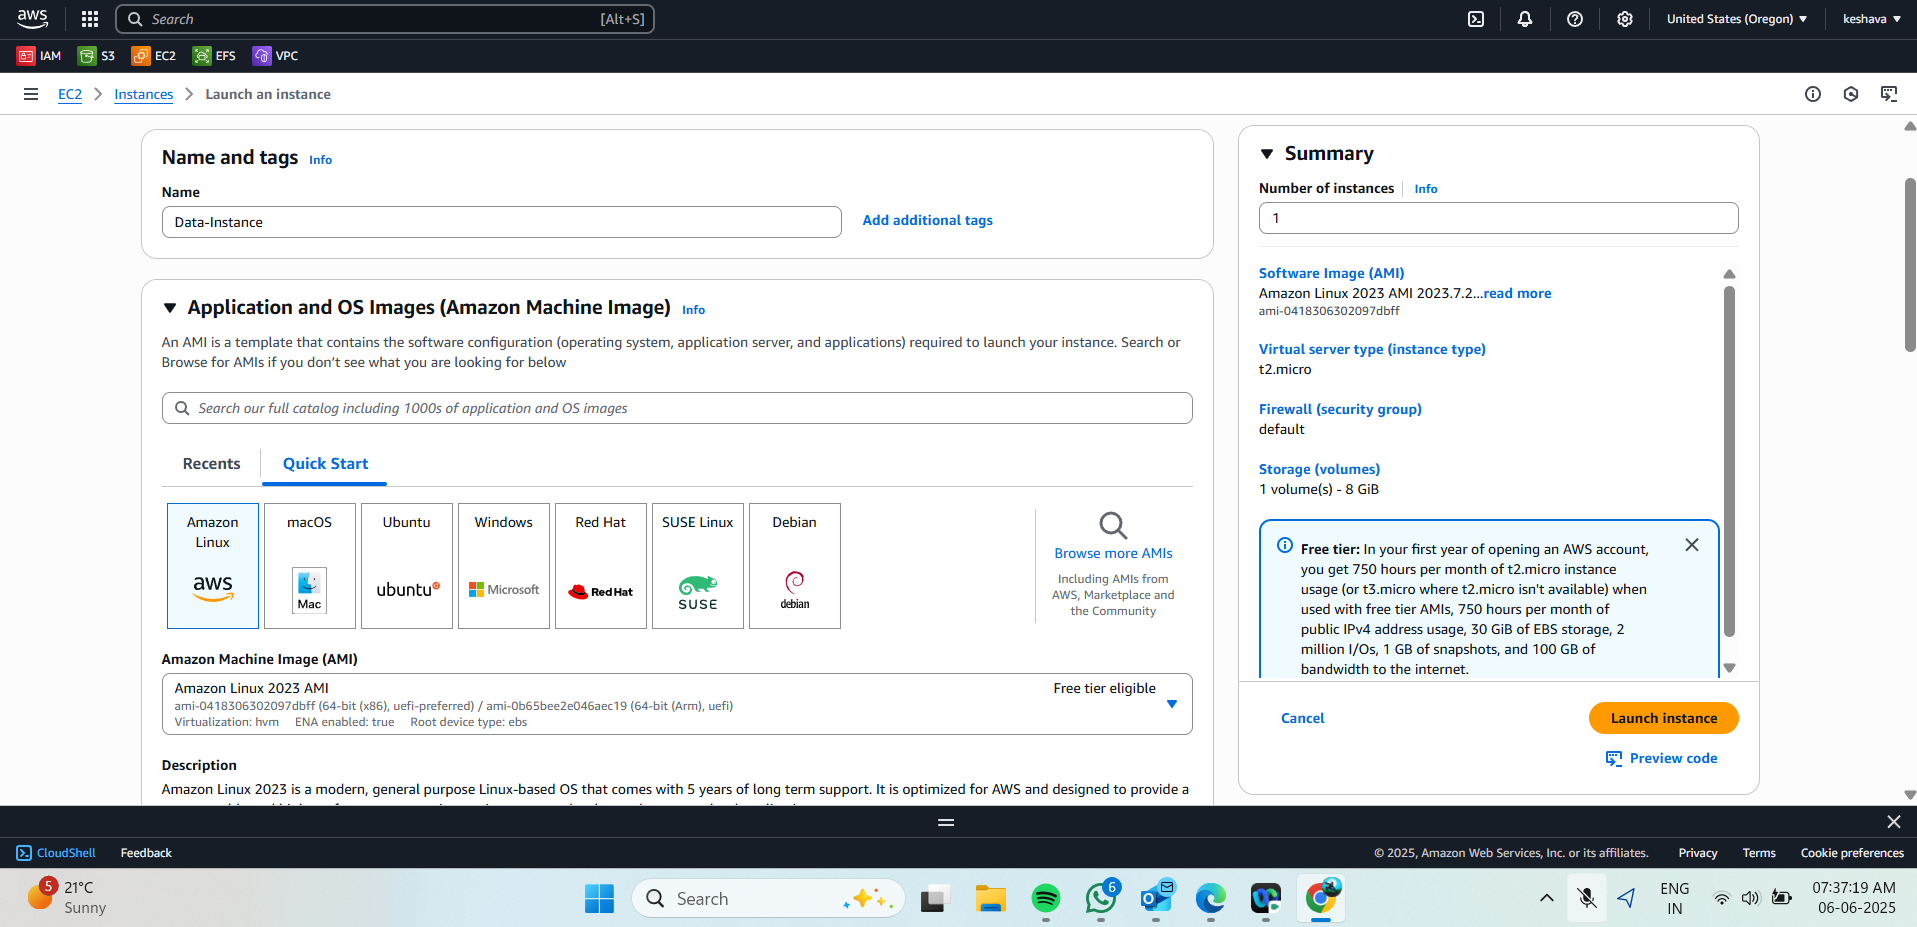 aws
Search [Alt+S]
United States (Oregon)
keshava
IAM
S3
EC2
EFS
VPC
EC2
Instances
Launch an instance
Name and tags Info
Name
Data-Instance
Add additional tags
Application and OS Images (Amazon Machine Image) Info
An AMI is a template that contains the software configuration (operating system, application server, and applications) required to launch your instance. Search or
Browse for AMIs if you don't see what you are looking for below
Search our full catalog including 1000s of application and OS images
Recents
Quick Start
Amazon
Linux
aws
macOS
Mac
Ubuntu
ubuntu
Windows
Microsoft
Red Hat
Red Hat
SUSE Linux
SUSE
Debian
debian
Browse more AMIs
Including AMIs from
AWS, Marketplace and
the Community
Amazon Machine Image (AMI)
Amazon Linux 2023 AMI
Free tier eligible
ami-0418306302097dbff (64-bit (x86), uefi-preferred) / ami-0b65bee2e046aec19 (64-bit (Arm), uefi)
Virtualization: hvm ENA enabled: true Root device type: ebs
Description
Amazon Linux 2023 is a modern, general purpose Linux-based OS that comes with 5 years of long term support. It is optimized for AWS and designed to provide a
Summary
Number of instances Info
1
Software Image (AMI)
Amazon Linux 2023 AMI 2023.7.2...read more
ami-0418306302097dbff
Virtual server type (instance type)
t2.micro
Firewall (security group)
default
Storage (volumes)
1 volume(s) - 8 GiB
Free tier: In your first year of opening an AWS account,
you get 750 hours per month of t2.micro instance
usage (or t3.micro where t2.micro isn't available) when
used with free tier AMIs, 750 hours per month of
public IPv4 address usage, 30 GiB of EBS storage, 2
million I/Os, 1 GB of snapshots, and 100 GB of
bandwidth to the internet.
Cancel
Launch instance
Preview code
CloudShell
Feedback
© 2025, Amazon Web Services, Inc. or its affiliates.
Privacy
Terms
Cookie preferences
5
21°C
Sunny
Search
6
ENG
IN
07:37:19 AM
06-06-2025